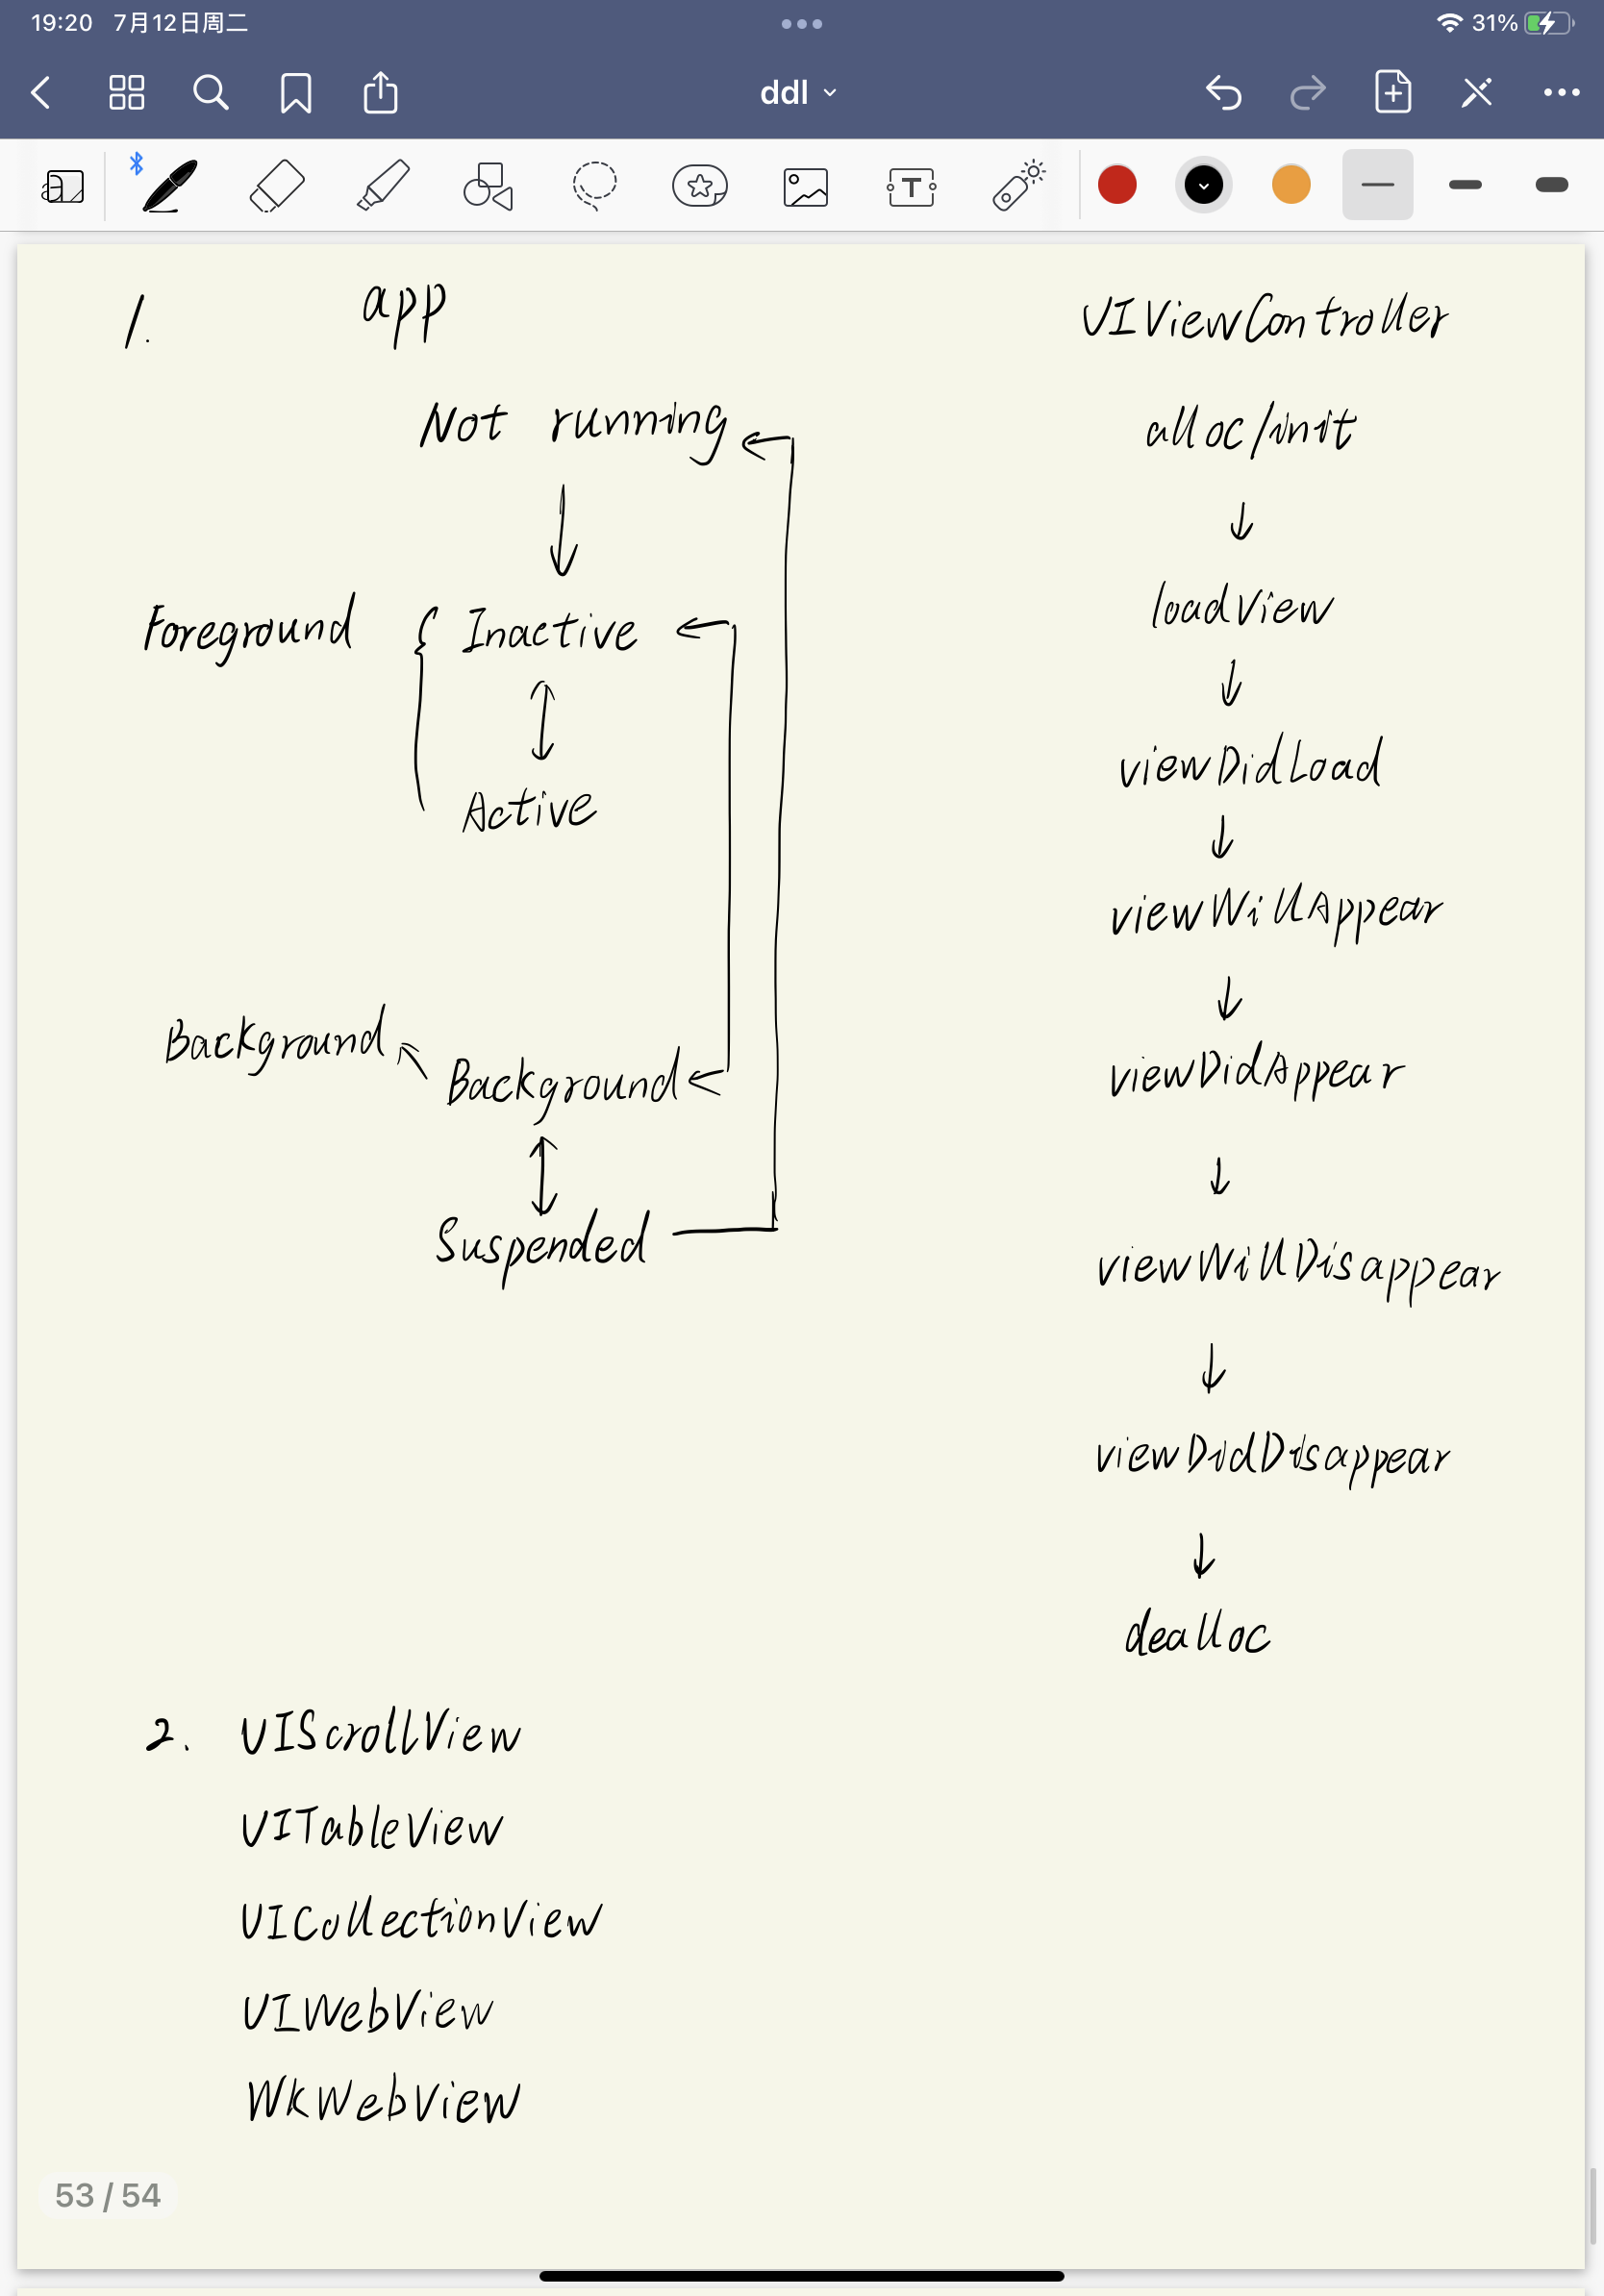 19:20 7月12日周二
31%
ddl
T
1. app
Not running
Foreground { Inactive
Active
Background
Background
Suspended
UIViewController
alloc/init
↓
loadView
↓
viewDidLoad
↓
viewWillAppear
↓
viewDidAppear
↓
viewWillDisappear
↓
viewDidDisappear
↓
dealloc
2. UIScrollView
UITableView
UICollectionView
UIWebView
WKWebView
53 / 54